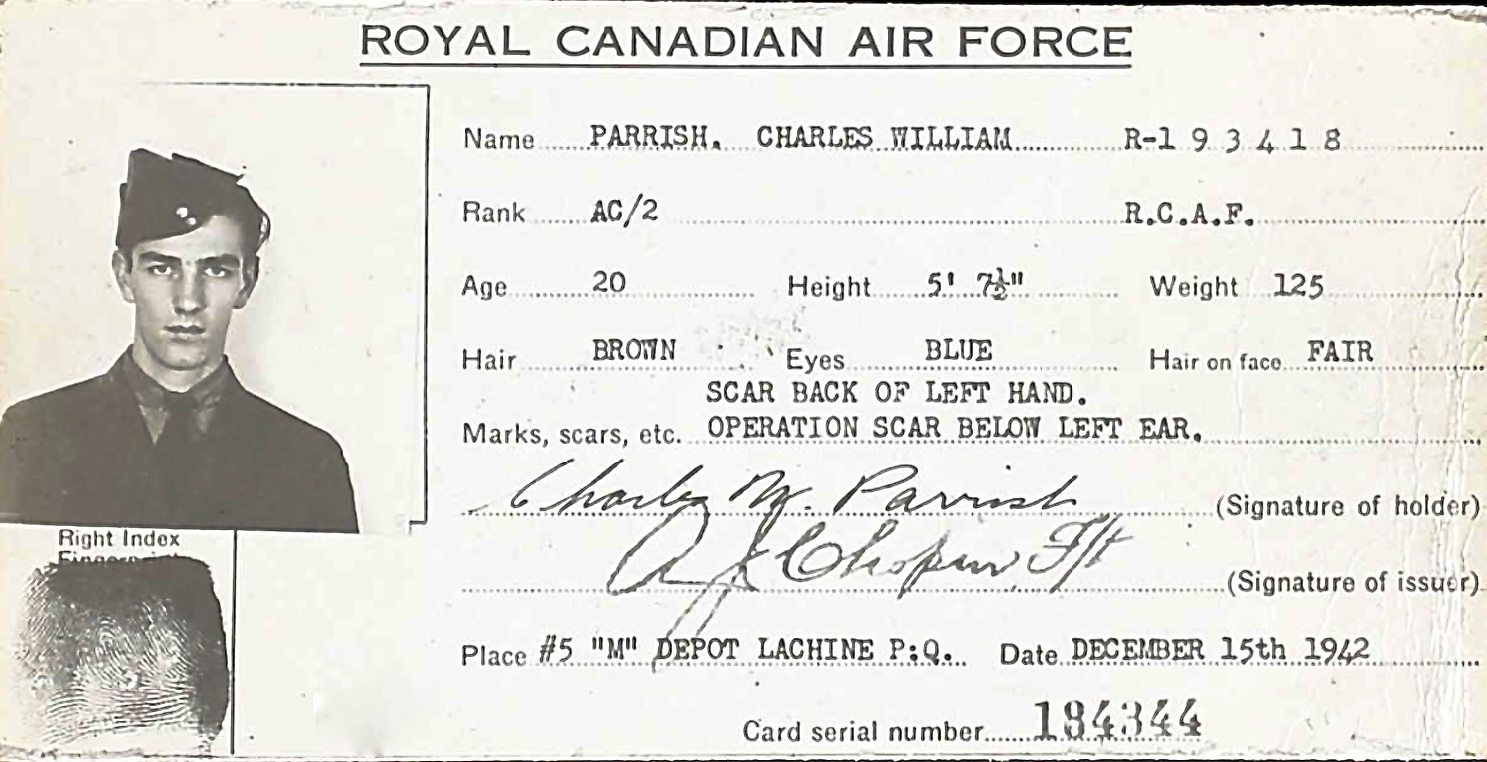 ROYAL CANADIAN AIR FORCE
Name PARRISH. CHARLES WILLIAM R-193418
Rank AC/2 R.C.A.F.
Age 20 Height 5' 7½" Weight 125
Hair BROWN Eyes BLUE Hair on face FAIR
SCAR BACK OF LEFT HAND.
Marks, scars, etc. OPERATION SCAR BELOW LEFT EAR.
Charles W. Parrish (Signature of holder)
(Signature of issuer)
Right Index
Fingerprint
Place #5 "M" DEPOT LACHINE P:Q. Date DECEMBER 15th 1942
Card serial number 184344